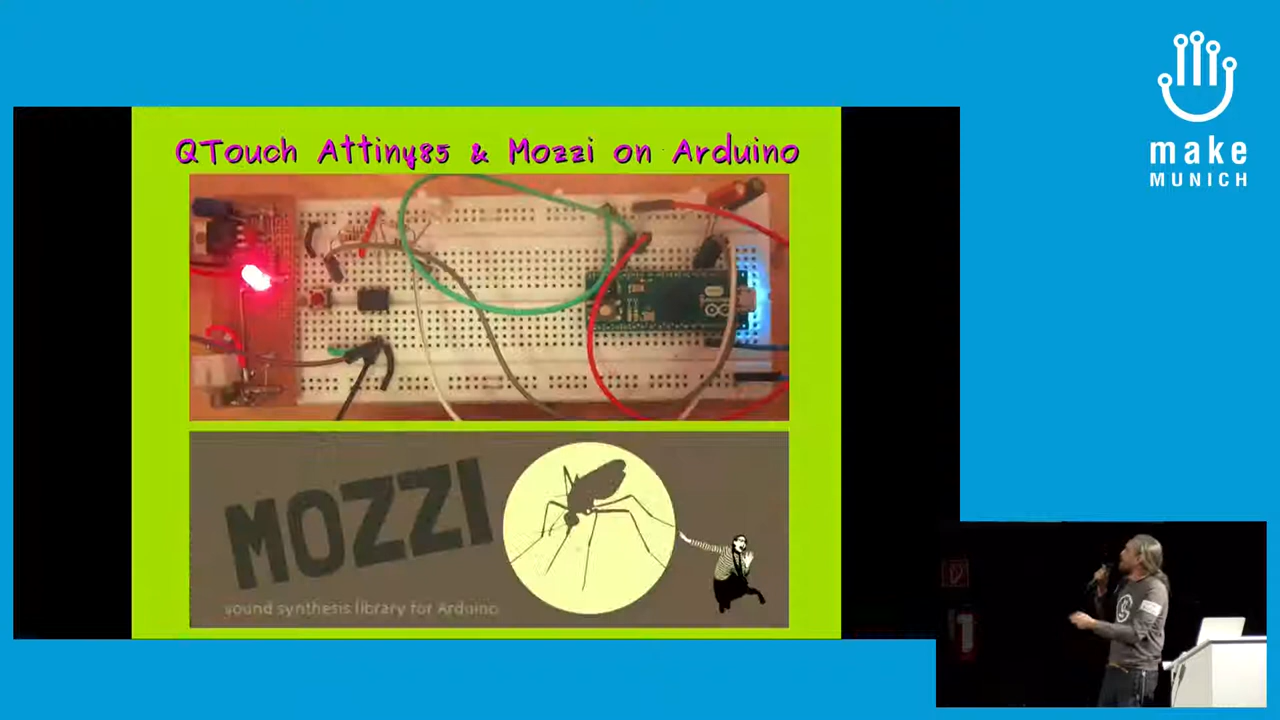 make
MUNICH
QTouch Attiny85 & Mozzi on Arduino
MOZZI
sound synthesis library for Arduino